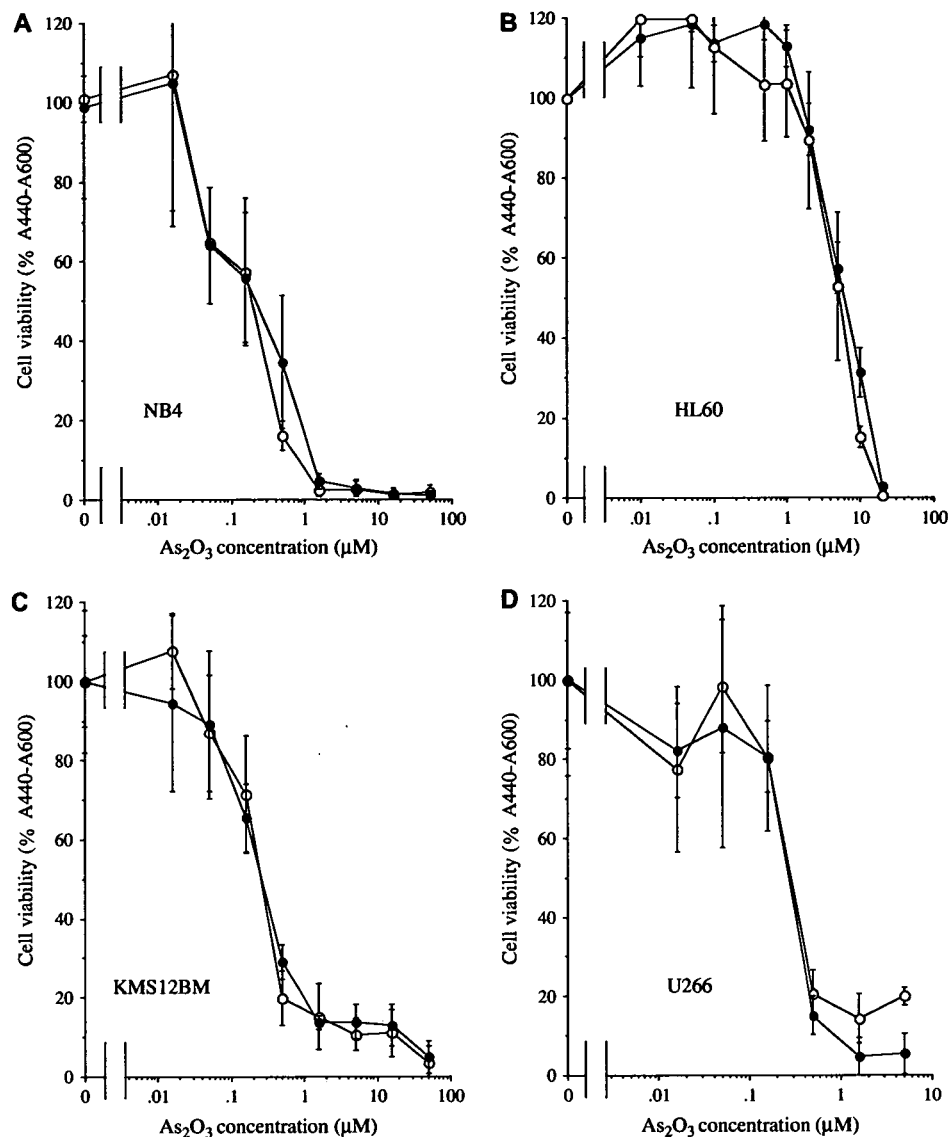 A
120
100
80
60
40
20
0
Cell viability (% A440-A600)
NB4
0 .01 .1 1 10 100
As₂O₃ concentration (μM)
B
120
100
80
60
40
20
0
Cell viability (% A440-A600)
HL60
0 0.01 0.1 1 10 100
As₂O₃ concentration (μM)
C
120
100
80
60
40
20
0
Cell viability (% A440-A600)
KMS12BM
0 .01 .1 1 10 100
As₂O₃ concentration (μM)
D
120
100
80
60
40
20
0
Cell viability (% A440-A600)
U266
0 .01 .1 1 10
As₂O₃ concentration (μM)